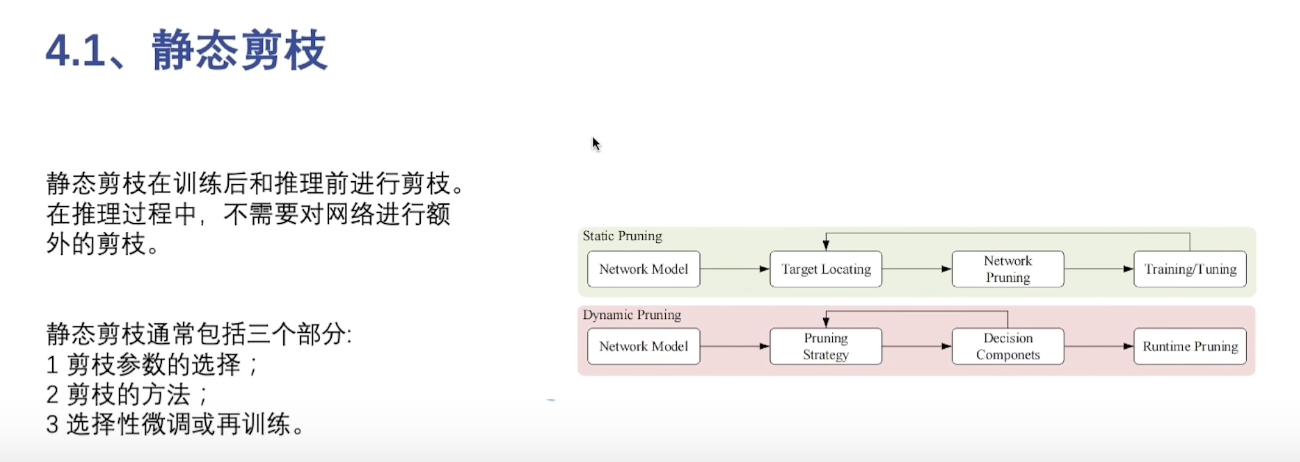 4.1、静态剪枝
静态剪枝在训练后和推理前进行剪枝。
在推理过程中，不需要对网络进行额
外的剪枝。
静态剪枝通常包括三个部分:
1 剪枝参数的选择；
2 剪枝的方法；
3 选择性微调或再训练。
Static Pruning
Network Model
Target Locating
Network
Pruning
Training/Tuning
Dynamic Pruning
Network Model
Pruning
Strategy
Decision
Componets
Runtime Pruning